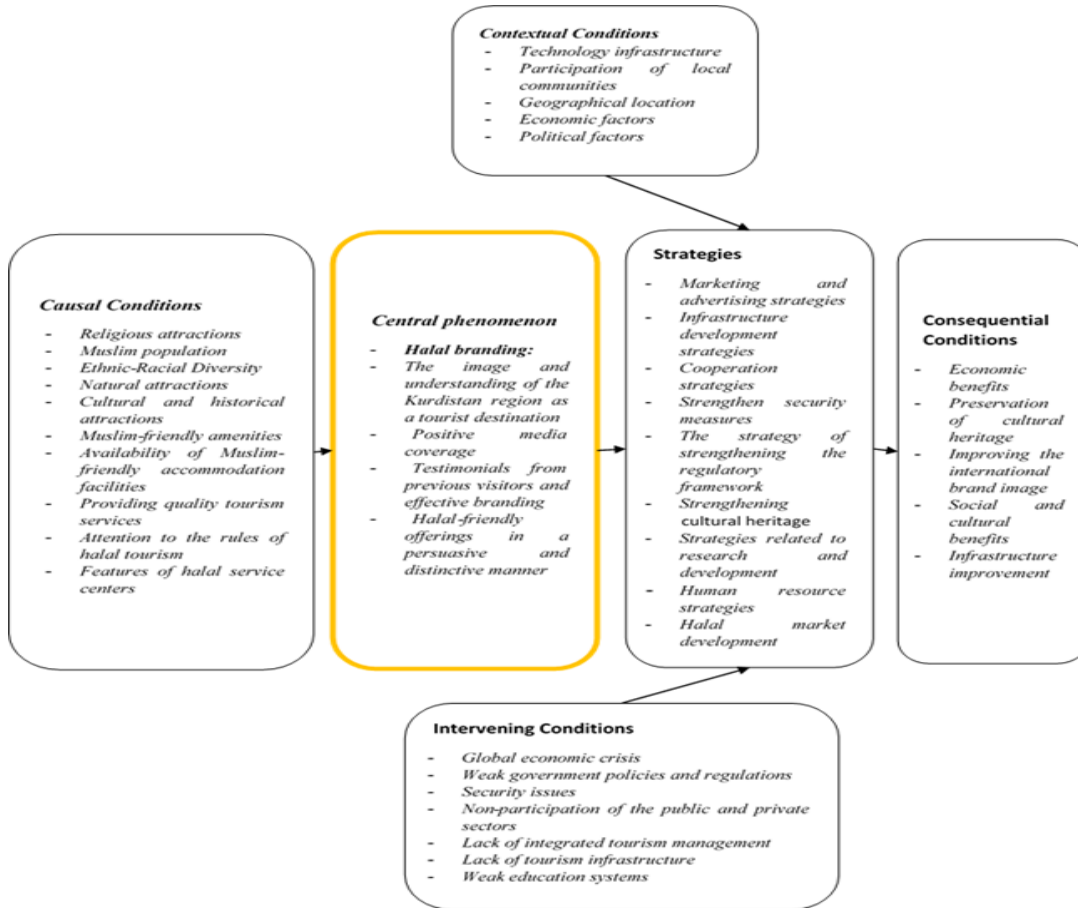 Contextual Conditions
- Technology infrastructure
- Participation of local
communities
- Geographical location
- Economic factors
- Political factors
Causal Conditions
- Religious attractions
- Muslim population
- Ethnic-Racial Diversity
- Natural attractions
- Cultural and historical
attractions
- Muslim-friendly amenities
- Availability of Muslim-
friendly accommodation
facilities
- Providing quality tourism
services
- Attention to the rules of
halal tourism
- Features of halal service
centers
Central phenomenon
- Halal branding:
- The image and
understanding of the
Kurdistan region as
a tourist destination
- Positive media
coverage
- Testimonials from
previous visitors and
effective branding
- Halal-friendly
offerings in a
persuasive and
distinctive manner
Strategies
- Marketing and
advertising strategies
- Infrastructure
development
strategies
- Cooperation
strategies
- Strengthen security
measures
- The strategy of
strengthening the
regulatory
framework
- Strengthening
cultural heritage
- Strategies related to
research and
development
- Human resource
strategies
- Halal market
development
Consequential
Conditions
- Economic
benefits
- Preservation
of cultural
heritage
- Improving the
international
brand image
- Social and
cultural
benefits
- Infrastructure
improvement
Intervening Conditions
- Global economic crisis
- Weak government policies and regulations
- Security issues
- Non-participation of the public and private
sectors
- Lack of integrated tourism management
- Lack of tourism infrastructure
- Weak education systems